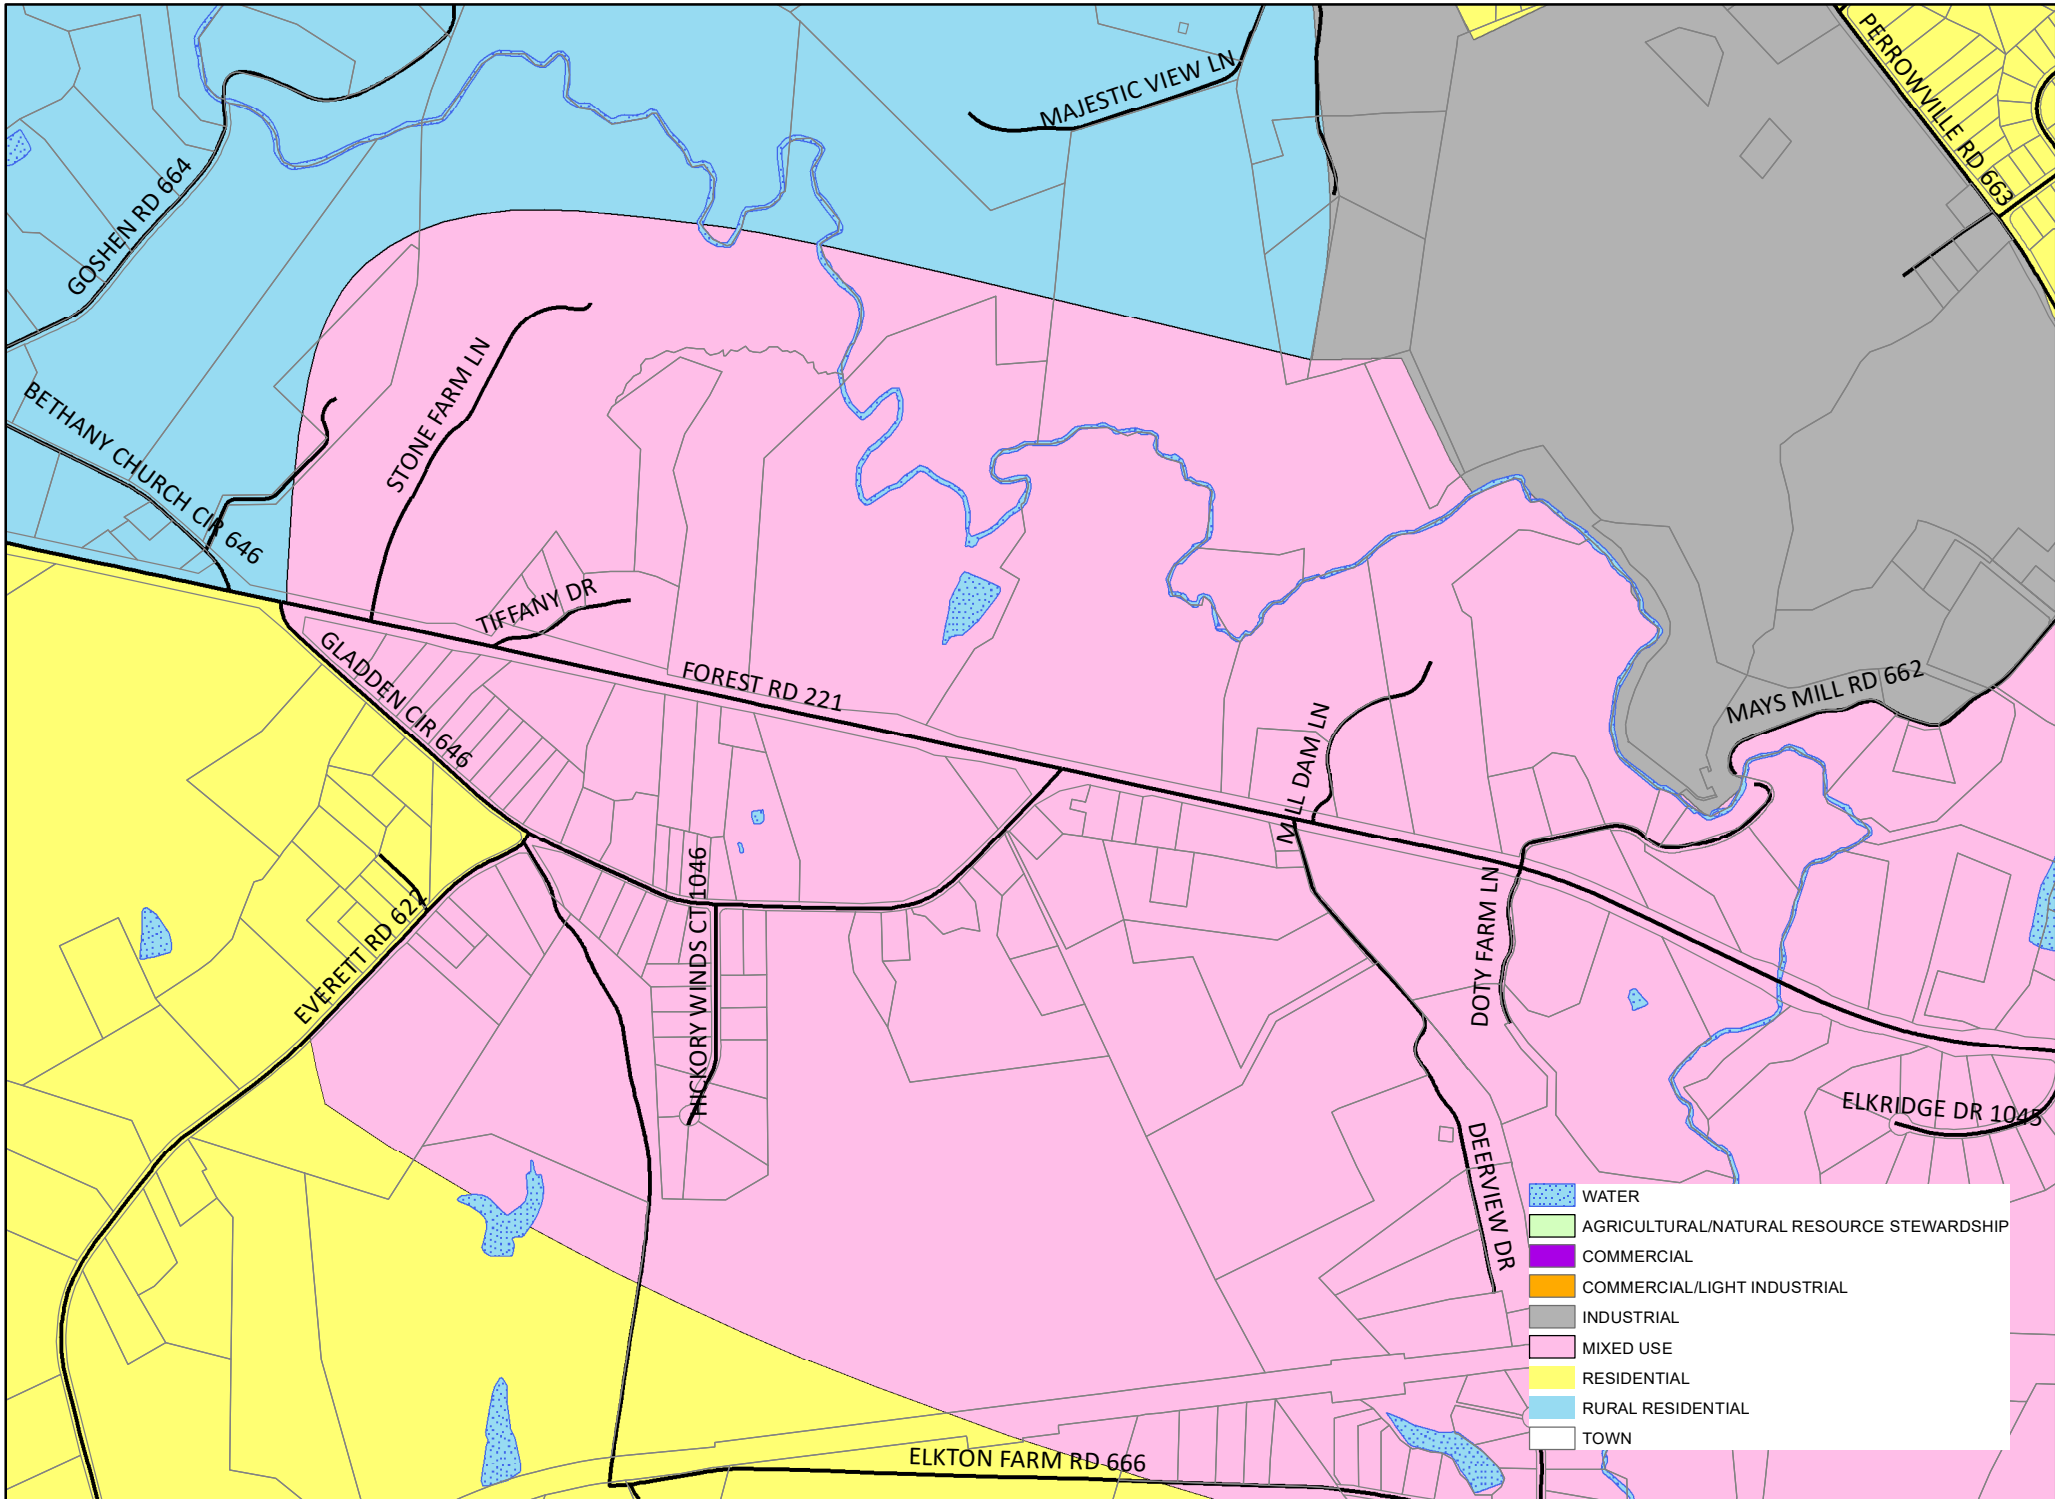 PERROWVILLE RD 663
MAJESTIC VIEW LN
GOSHEN RD 664
BETHANY CHURCH CIR 646
STONE FARM LN
TIFFANY DR
GLADDEN CIR 646
FOREST RD 221
MAYS MILL RD 662
MILL DAM LN
HICKORY WINDS CT 1046
EVERETT RD 622
DOTY FARM LN
ELKRIDGE DR 1045
DEERVIEW DR
ELKTON FARM RD 666
WATER
AGRICULTURAL/NATURAL RESOURCE STEWARDSHIP
COMMERCIAL
COMMERCIAL/LIGHT INDUSTRIAL
INDUSTRIAL
MIXED USE
RESIDENTIAL
RURAL RESIDENTIAL
TOWN